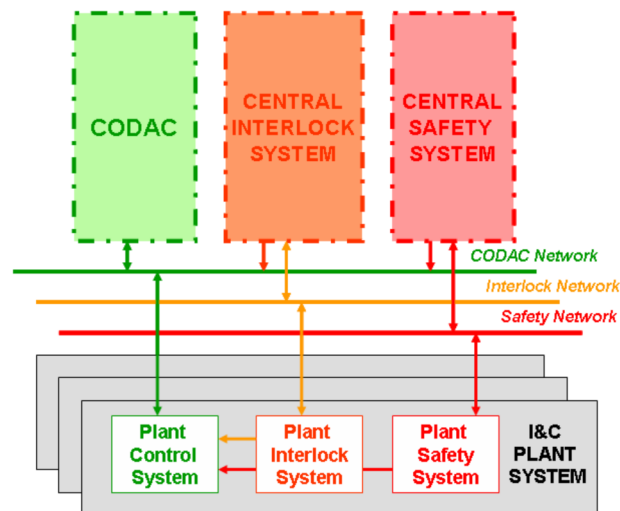 CODAC
CENTRAL
INTERLOCK
SYSTEM
CENTRAL
SAFETY
SYSTEM
CODAC Network
Interlock Network
Safety Network
Plant
Control
System
Plant
Interlock
System
Plant
Safety
System
I&C
PLANT
SYSTEM